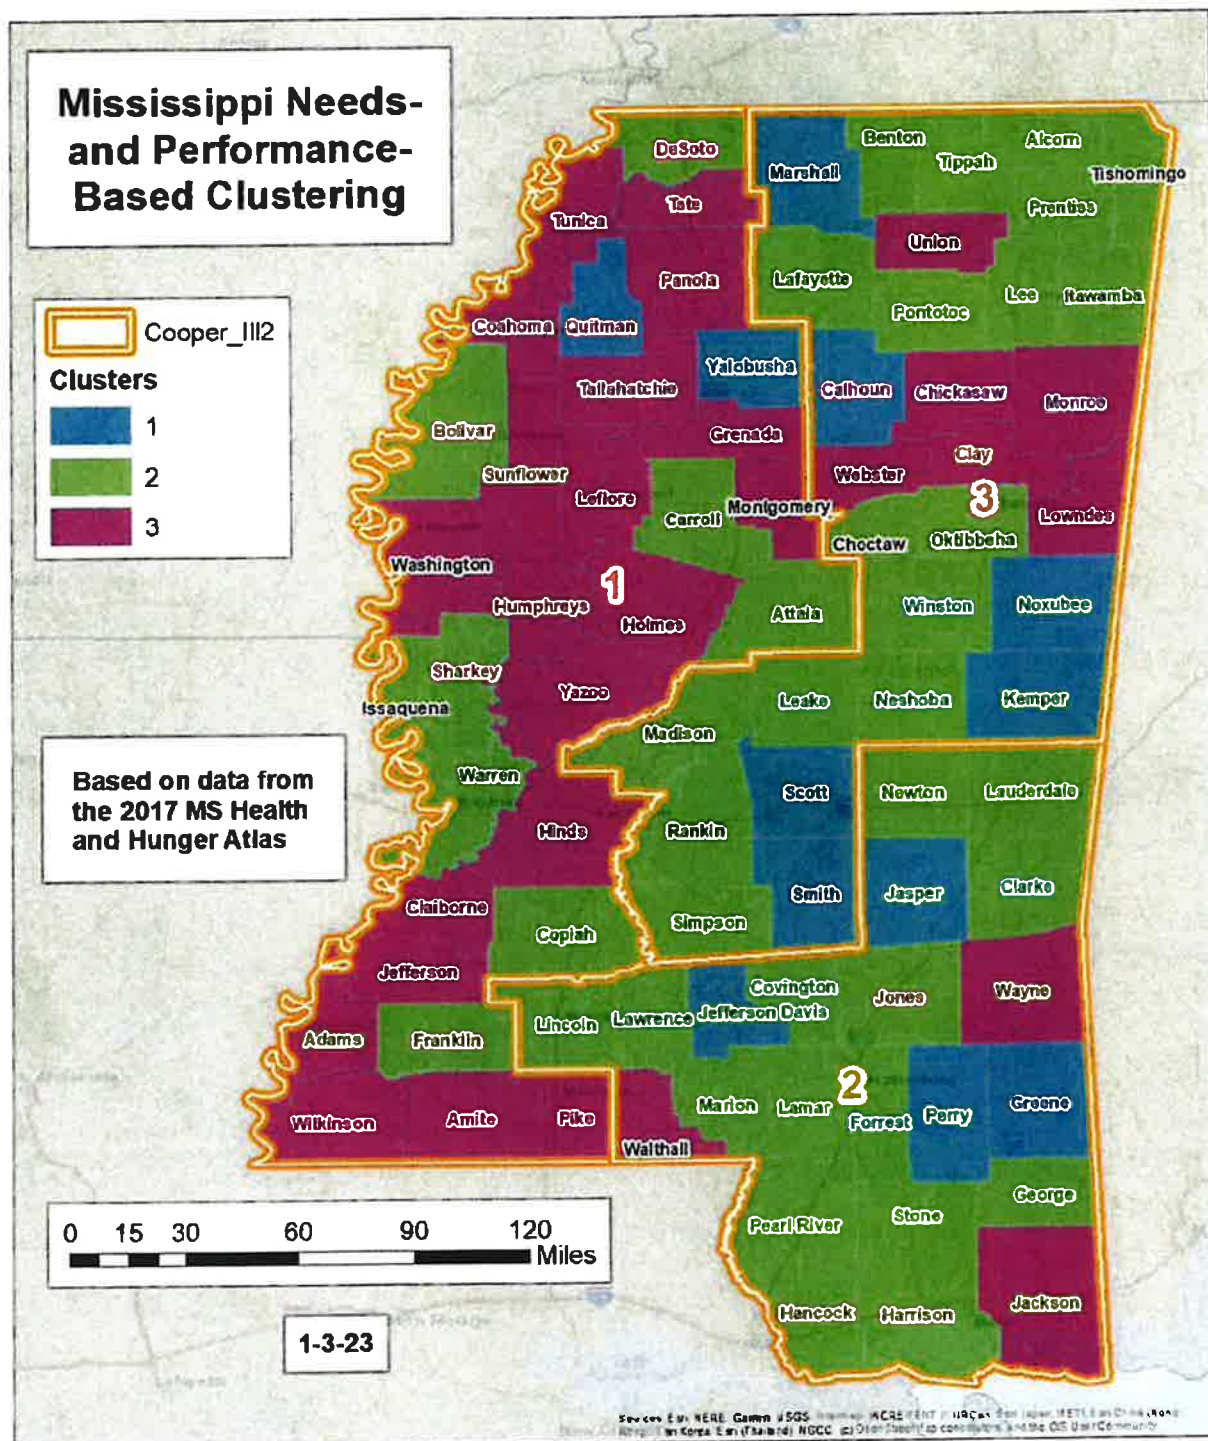 Mississippi Needs-
and Performance-
Based Clustering
Cooper_III2
Clusters
1
2
3
Based on data from
the 2017 MS Health
and Hunger Atlas
DeSoto
Marshall
Benton
Tippah
Alcorn
Tishomingo
Prentiss
Tunica
Tate
Union
Panola
Lafayette
Pontotoc
Lee
Itawamba
Coahoma
Quitman
Yalobusha
Tallahatchie
Calhoun
Chickasaw
Monroe
Bolivar
Grenada
Clay
Sunflower
Leflore
Webster
3
Carroll
Montgomery
Lowndes
Choctaw
Oktibbeha
Washington
1
Humphreys
Holmes
Attala
Winston
Noxubee
Sharkey
Yazoo
Leake
Neshoba
Kemper
Issaquena
Madison
Warren
Scott
Newton
Lauderdale
Hinds
Rankin
Smith
Jasper
Clarke
Claiborne
Copiah
Simpson
Jefferson
Covington
Jones
Wayne
Lincoln
Lawrence
Jefferson Davis
Adams
Franklin
2
Marion
Lamar
Forrest
Perry
Greene
Wilkinson
Amite
Pike
Walthall
George
Pearl River
Stone
Hancock
Harrison
Jackson
0 15 30 60 90 120
Miles
1-3-23